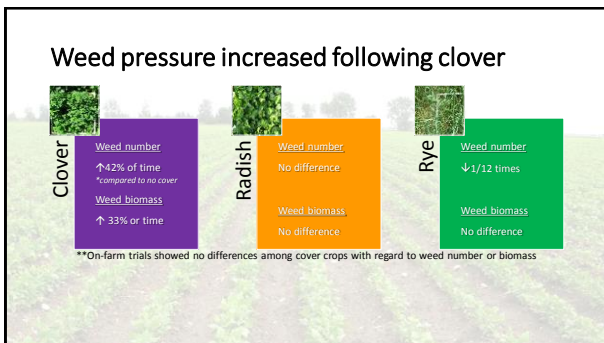 Weed pressure increased following clover
Clover
Weed number
↑42% of time
*compared to no cover
Weed biomass
↑ 33% or time
Radish
Weed number
No difference
Weed biomass
No difference
Rye
Weed number
↓1/12 times
Weed biomass
No difference
**On-farm trials showed no differences among cover crops with regard to weed number or biomass